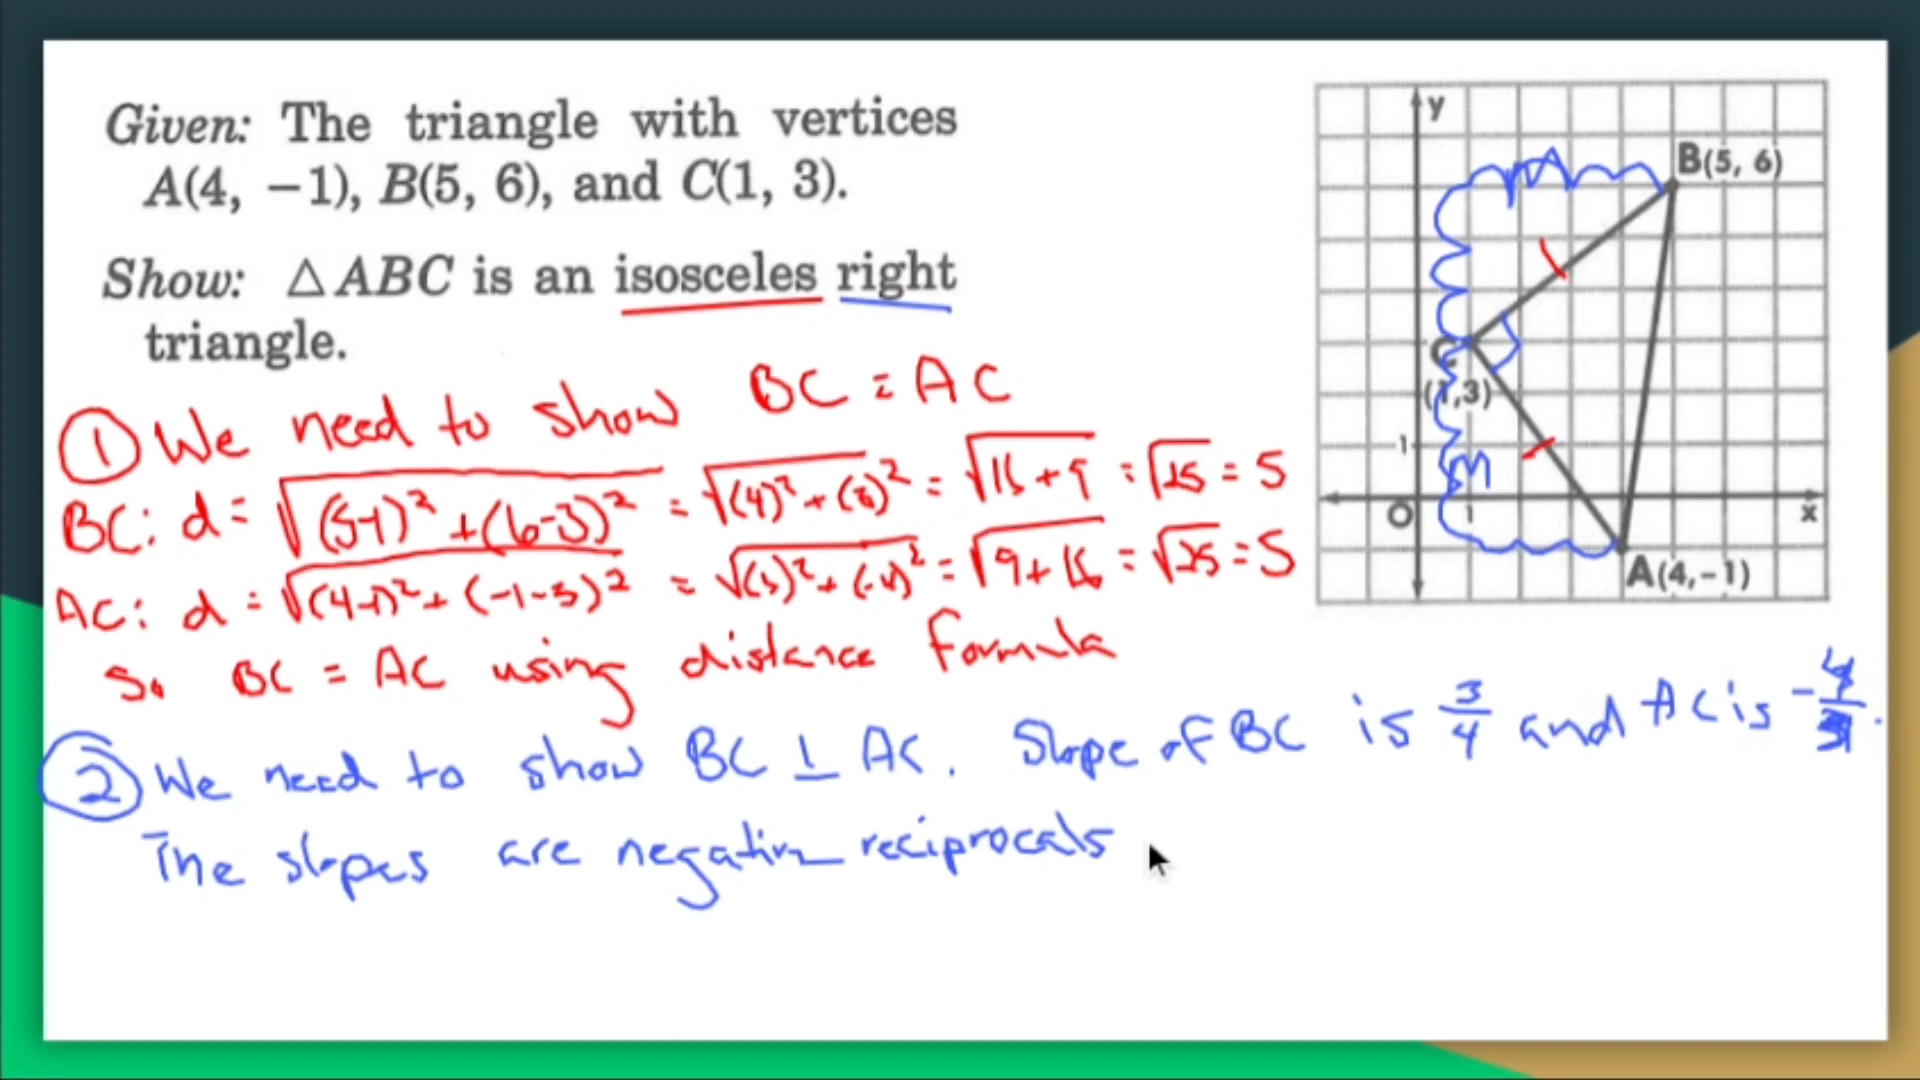 Given: The triangle with vertices
A(4, −1), B(5, 6), and C(1, 3).
Show: △ABC is an isosceles right
triangle.
① We need to show BC = AC
BC: d = √(5-1)² + (6-3)² = √(4)² + (3)² = √16 + 9 = √25 = 5
AC: d = √(4-1)² + (-1-3)² = √(3)² + (-4)² = √9 + 16 = √25 = 5
So BC = AC using distance formula
② We need to show BC ⊥ AC. Slope of BC is 3/4 and AC is -4/3.
The slopes are negative reciprocals
y
B(5, 6)
C
(1,3)
1
O
1
x
A(4,-1)